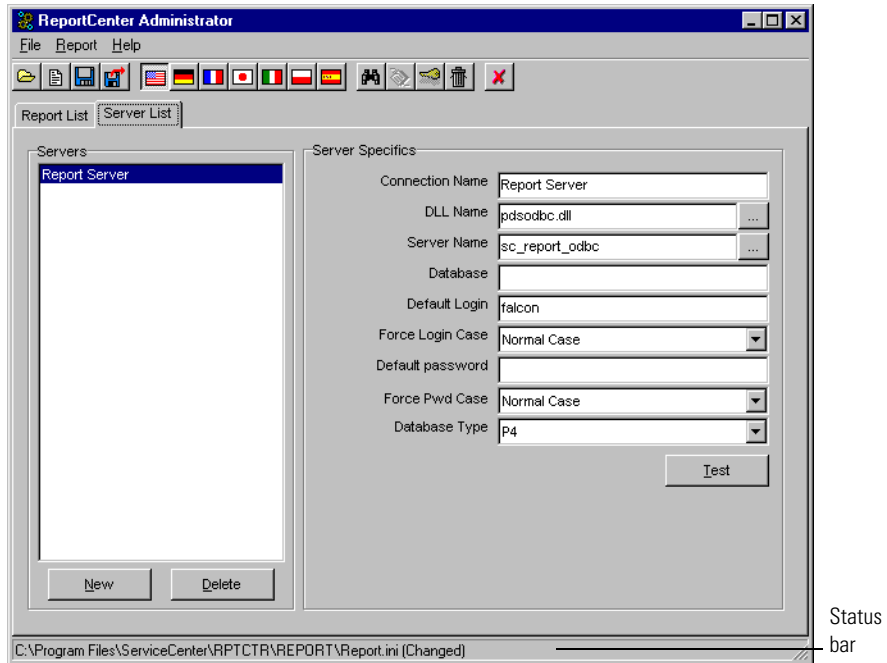 ReportCenter Administrator
File Report Help
Report List Server List
Servers
Report Server
New Delete
Server Specifics
Connection Name Report Server
DLL Name pdsodbc.dll ...
Server Name sc_report_odbc ...
Database
Default Login falcon
Force Login Case Normal Case
Default password
Force Pwd Case Normal Case
Database Type P4
Test
C:\Program Files\ServiceCenter\RPTCTR\REPORT\Report.ini (Changed)
Status
bar